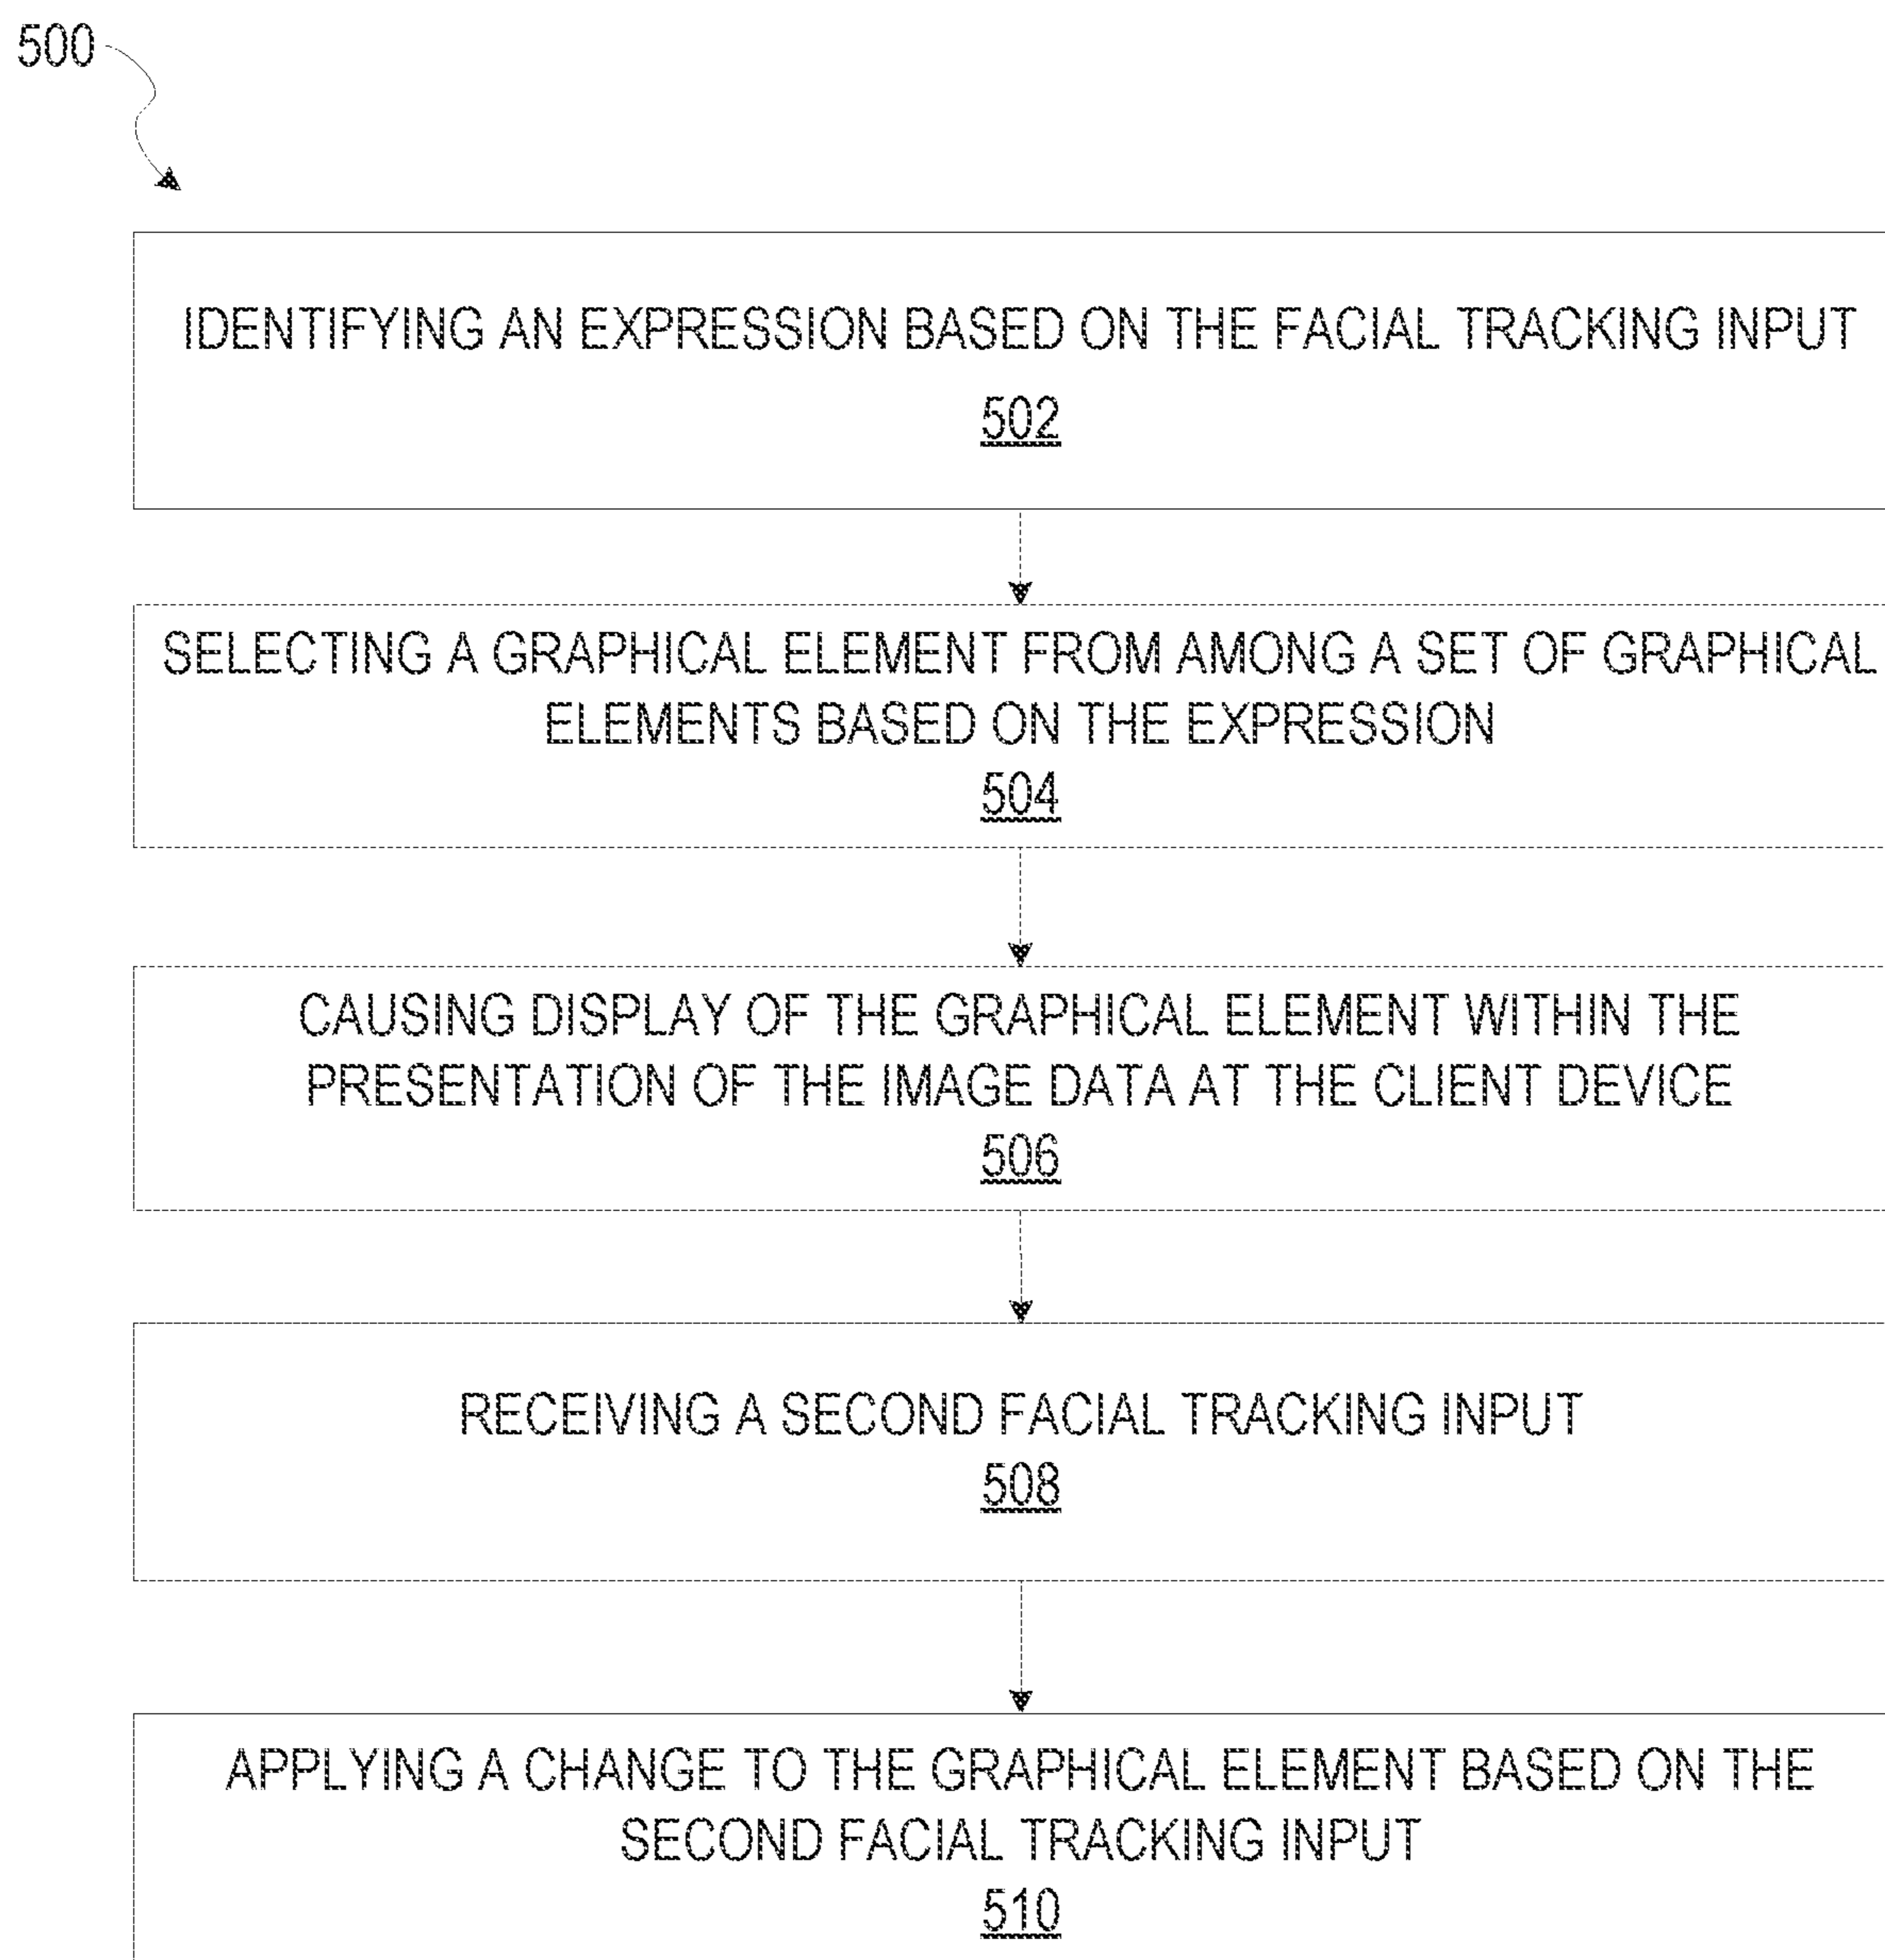 500
IDENTIFYING AN EXPRESSION BASED ON THE FACIAL TRACKING INPUT
502
SELECTING A GRAPHICAL ELEMENT FROM AMONG A SET OF GRAPHICAL
ELEMENTS BASED ON THE EXPRESSION
504
CAUSING DISPLAY OF THE GRAPHICAL ELEMENT WITHIN THE
PRESENTATION OF THE IMAGE DATA AT THE CLIENT DEVICE
506
RECEIVING A SECOND FACIAL TRACKING INPUT
508
APPLYING A CHANGE TO THE GRAPHICAL ELEMENT BASED ON THE
SECOND FACIAL TRACKING INPUT
510